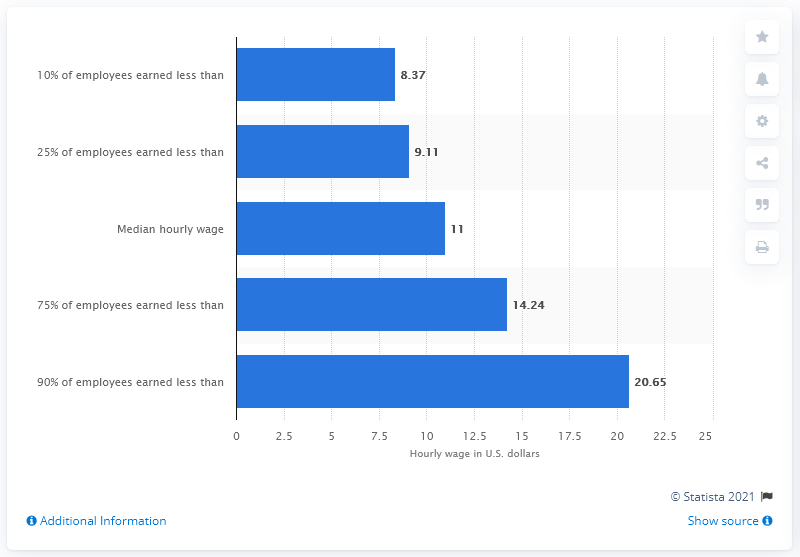 10% of employees earned less than 8.37
25% of employees earned less than 9.11
Median hourly wage 11
75% of employees earned less than 14.24
90% of employees earned less than 20.65
0 2.5 5 7.5 10 12.5 15 17.5 20 22.5 25
Hourly wage in U.S. dollars
© Statista 2021
Additional Information Show source